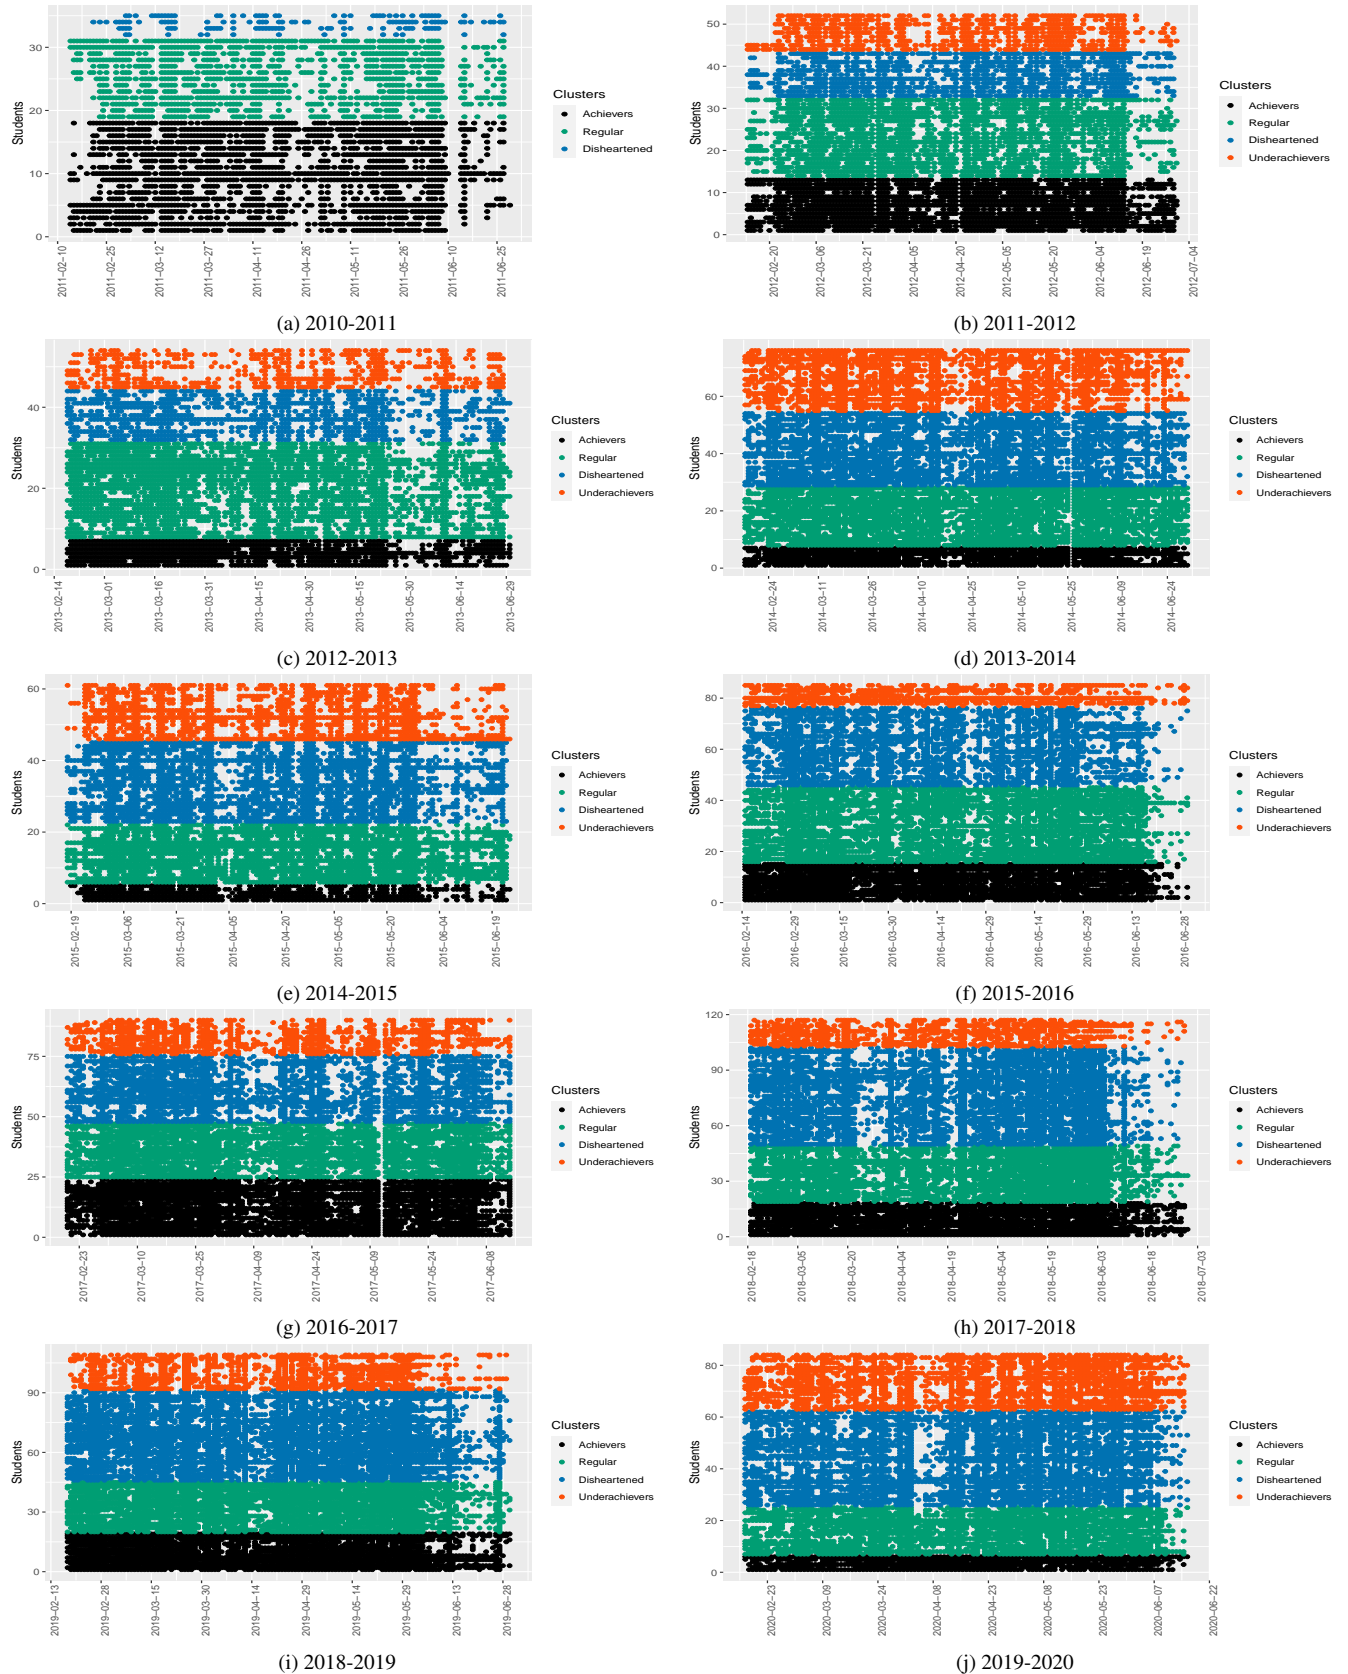 Students
30
20
10
0
2011-02-10
2011-02-25
2011-03-12
2011-03-27
2011-04-11
2011-04-26
2011-05-11
2011-05-26
2011-06-10
2011-06-25
Clusters
Achievers
Regular
Disheartened
(a) 2010-2011
Students
50
40
30
20
10
0
2012-02-20
2012-03-06
2012-03-21
2012-04-05
2012-04-20
2012-05-05
2012-05-20
2012-06-04
2012-06-19
2012-07-04
Clusters
Achievers
Regular
Disheartened
Underachievers
(b) 2011-2012
Students
40
20
0
2013-02-14
2013-03-01
2013-03-16
2013-03-31
2013-04-15
2013-04-30
2013-05-15
2013-05-30
2013-06-14
2013-06-29
Clusters
Achievers
Regular
Disheartened
Underachievers
(c) 2012-2013
Students
60
40
20
0
2014-02-24
2014-03-11
2014-03-26
2014-04-10
2014-04-25
2014-05-10
2014-05-25
2014-06-09
2014-06-24
Clusters
Achievers
Regular
Disheartened
Underachievers
(d) 2013-2014
Students
60
40
20
0
2015-02-19
2015-03-06
2015-03-21
2015-04-05
2015-04-20
2015-05-05
2015-05-20
2015-06-04
2015-06-19
Clusters
Achievers
Regular
Disheartened
Underachievers
(e) 2014-2015
Students
80
60
40
20
0
2016-02-14
2016-02-29
2016-03-15
2016-03-30
2016-04-14
2016-04-29
2016-05-14
2016-05-29
2016-06-13
2016-06-28
Clusters
Achievers
Regular
Disheartened
Underachievers
(f) 2015-2016
Students
75
50
25
0
2017-02-23
2017-03-10
2017-03-25
2017-04-09
2017-04-24
2017-05-09
2017-05-24
2017-06-08
Clusters
Achievers
Regular
Disheartened
Underachievers
(g) 2016-2017
Students
120
90
60
30
0
2018-02-18
2018-03-05
2018-03-20
2018-04-04
2018-04-19
2018-05-04
2018-05-19
2018-06-03
2018-06-18
2018-07-03
Clusters
Achievers
Regular
Disheartened
Underachievers
(h) 2017-2018
Students
90
60
30
0
2019-02-13
2019-02-28
2019-03-15
2019-03-30
2019-04-14
2019-04-29
2019-05-14
2019-05-29
2019-06-13
2019-06-28
Clusters
Achievers
Regular
Disheartened
Underachievers
(i) 2018-2019
Students
80
60
40
20
0
2020-02-23
2020-03-09
2020-03-24
2020-04-08
2020-04-23
2020-05-08
2020-05-23
2020-06-07
2020-06-22
Clusters
Achievers
Regular
Disheartened
Underachievers
(j) 2019-2020